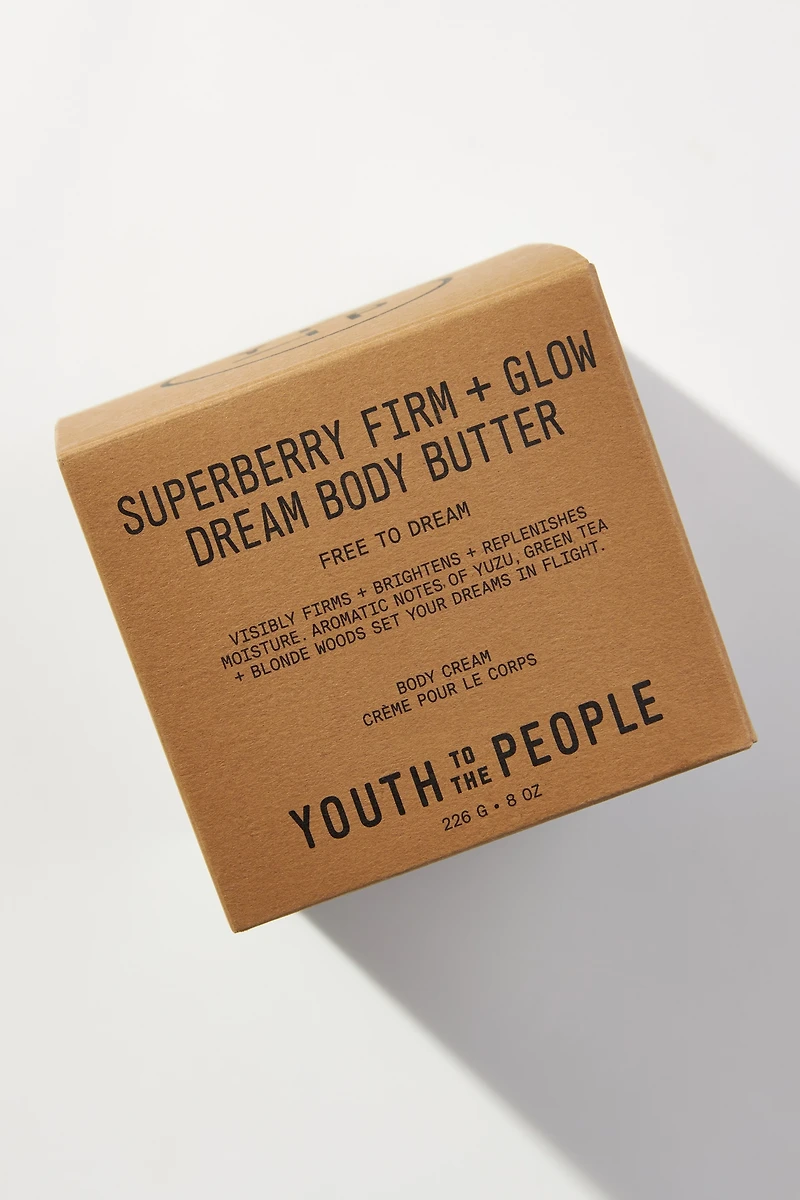 SUPERBERRY FIRM + GLOW
DREAM BODY BUTTER
FREE TO DREAM
VISIBLY FIRMS + BRIGHTENS + REPLENISHES
MOISTURE. AROMATIC NOTES OF YUZU, GREEN TEA
+ BLONDE WOODS SET YOUR DREAMS IN FLIGHT.
BODY CREAM
CRÈME POUR LE CORPS
YOUTH TO THE PEOPLE
226 G • 8 OZ